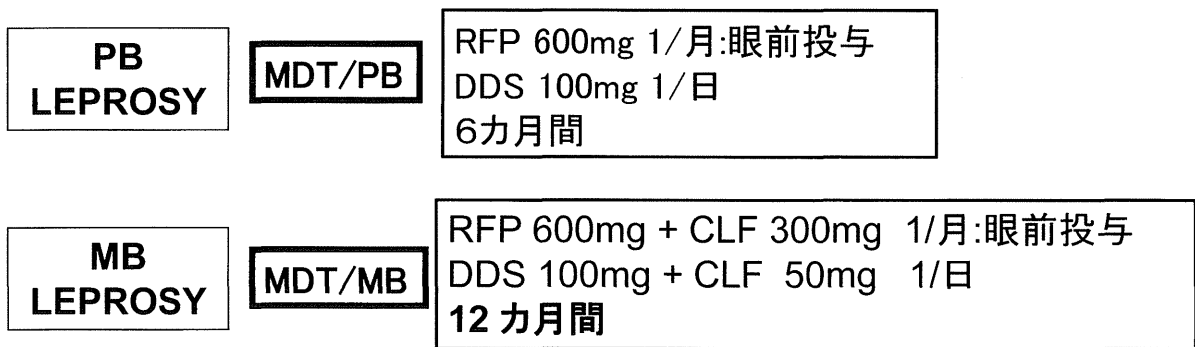 PB
LEPROSY
MDT/PB
RFP 600mg 1/月:眼前投与
DDS 100mg 1/日
6カ月間
MB
LEPROSY
MDT/MB
RFP 600mg + CLF 300mg 1/月:眼前投与
DDS 100mg + CLF 50mg 1/日
12 カ月間